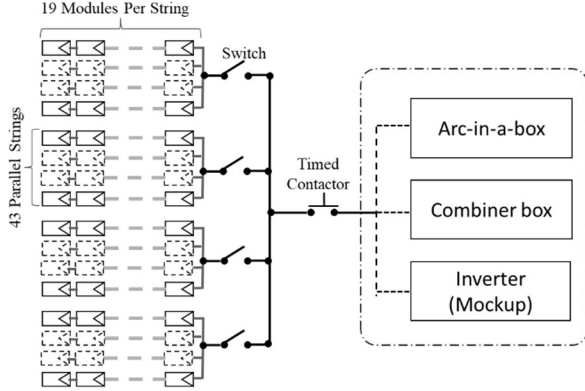 19 Modules Per String
Switch
43 Parallel Strings
Timed
Contactor
Arc-in-a-box
Combiner box
Inverter
(Mockup)